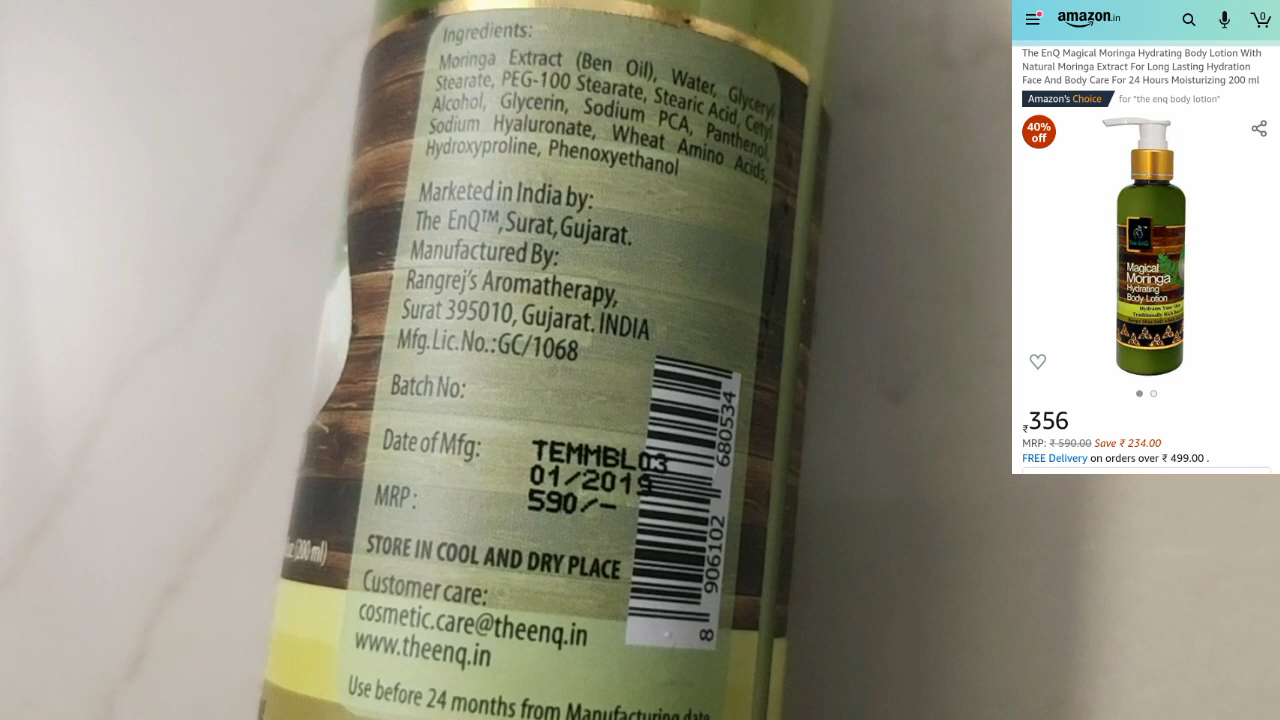 Ingredients:
Moringa Extract (Ben Oil), Water, Glyceryl
Stearate, PEG-100 Stearate, Stearic Acid, Cetyl
Alcohol, Glycerin, Sodium PCA, Panthenol,
Sodium Hyaluronate, Wheat Amino Acids,
Hydroxyproline, Phenoxyethanol
Marketed in India by:
The EnQ™, Surat, Gujarat.
Manufactured By:
Rangrej's Aromatherapy,
Surat 395010, Gujarat. INDIA
Mfg.Lic.No.:GC/1068
Batch No:
TEMMBL03
Date of Mfg:
01/2019
MRP:
590/-
STORE IN COOL AND DRY PLACE
Customer care:
cosmetic.care@theenq.in
www.theenq.in
Use before 24 months from Manufacturing date
8 906102 680534
(200 ml)
amazon.in
0
The EnQ Magical Moringa Hydrating Body Lotion With
Natural Moringa Extract For Long Lasting Hydration
Face And Body Care For 24 Hours Moisturizing 200 ml
Amazon's Choice for "the enq body lotion"
40%
off
The EnQ
Magical
Moringa
Hydrating
Body Lotion
Hydrates Your
Traditionally Rich
₹356
MRP: ₹ 590.00 Save ₹ 234.00
FREE Delivery on orders over ₹ 499.00 .